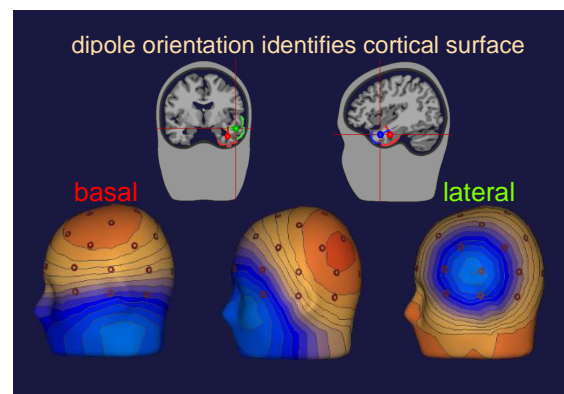 dipole orientation identifies cortical surface
basal
lateral